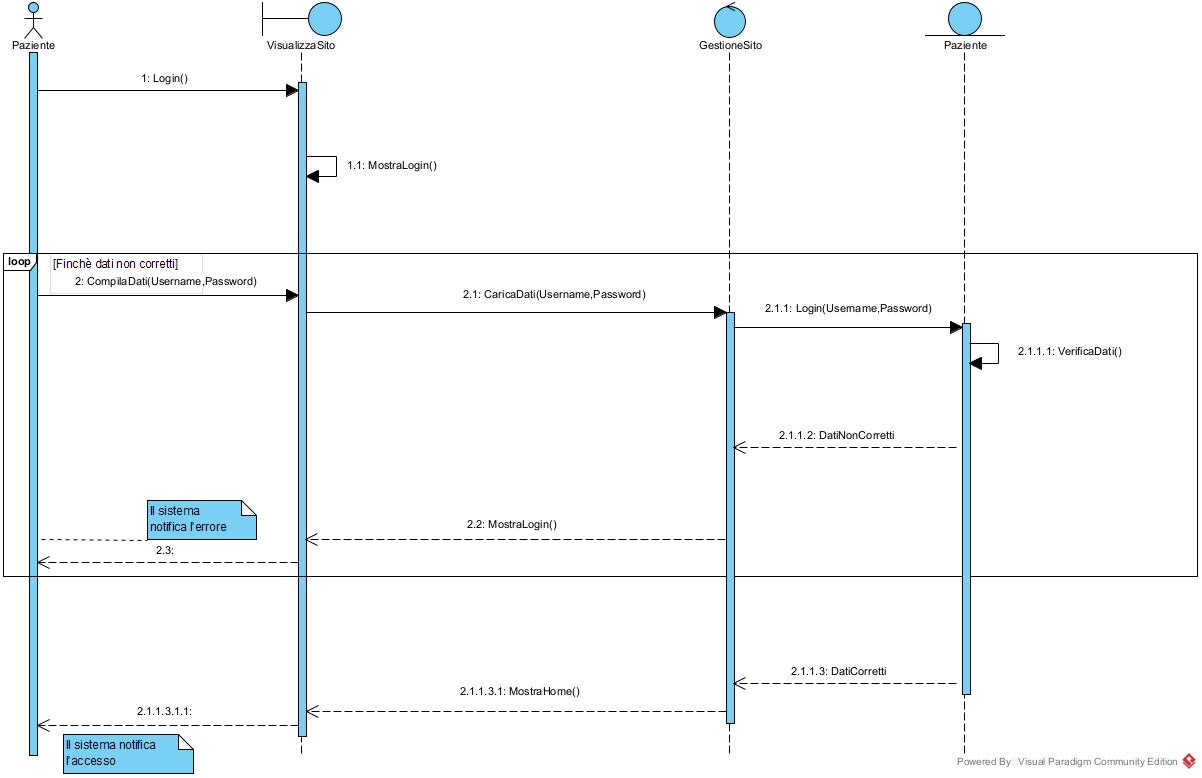 Paziente
VisualizzaSito
GestioneSito
Paziente
1: Login()
1.1: MostraLogin()
loop
[Finchè dati non corretti]
2: CompilaDati(Username,Password)
2.1: CaricaDati(Username,Password)
2.1.1: Login(Username,Password)
2.1.1.1: VerificaDati()
2.1.1.2: DatiNonCorretti
Il sistema
notifica l'errore
2.2: MostraLogin()
2.3:
2.1.1.3: DatiCorretti
2.1.1.3.1: MostraHome()
2.1.1.3.1.1:
Il sistema notifica
l'accesso
Powered By Visual Paradigm Community Edition